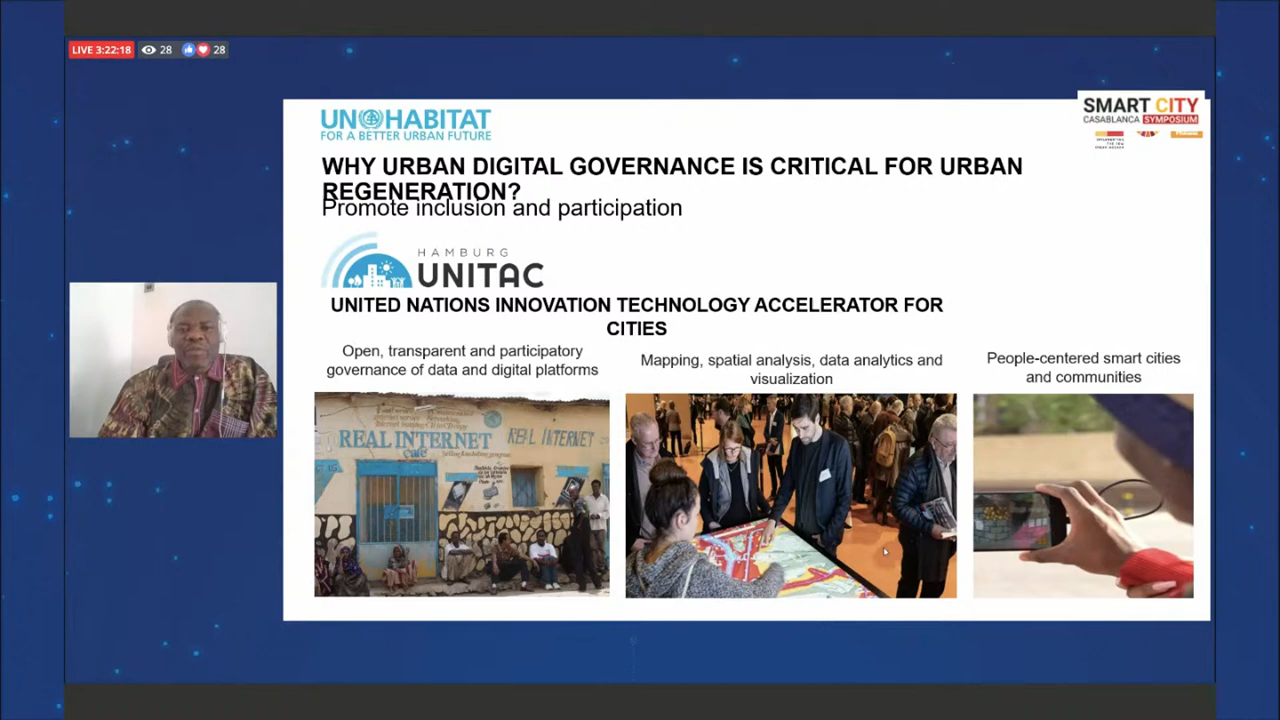 LIVE 3:22:18
28
28
UN HABITAT
FOR A BETTER URBAN FUTURE
SMART CITY
CASABLANCA SYMPOSIUM
WHY URBAN DIGITAL GOVERNANCE IS CRITICAL FOR URBAN
REGENERATION?
Promote inclusion and participation
HAMBURG
UNITAC
UNITED NATIONS INNOVATION TECHNOLOGY ACCELERATOR FOR
CITIES
Open, transparent and participatory
governance of data and digital platforms
Mapping, spatial analysis, data analytics and
visualization
People-centered smart cities
and communities
REAL INTERNET
cafe
REAL INTERNET